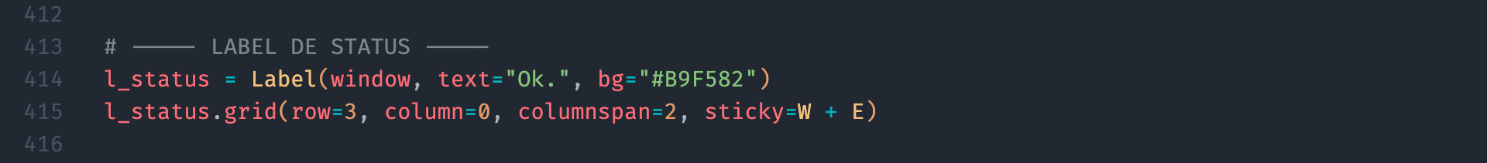 412
413 # ––––– LABEL DE STATUS –––––
414 l_status = Label(window, text="Ok.", bg="#B9F582")
415 l_status.grid(row=3, column=0, columnspan=2, sticky=W + E)
416